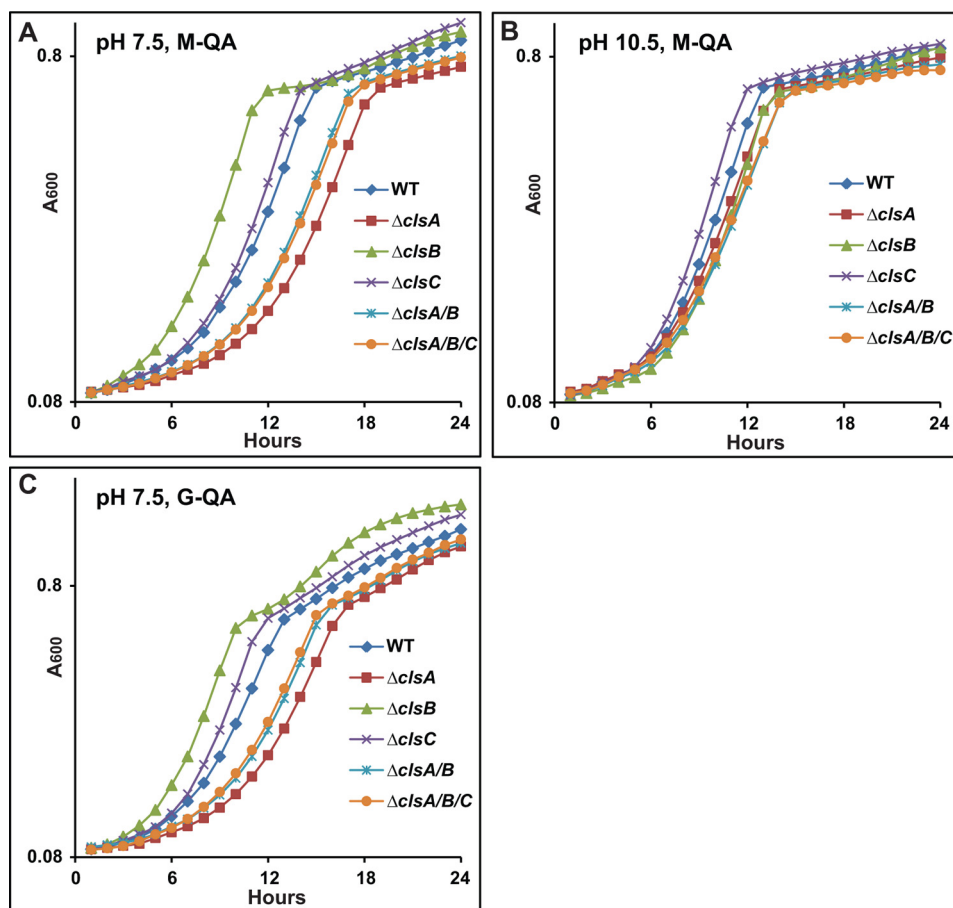 A
pH 7.5, M-QA
0.8
A600
0.08
WT
ΔclsA
ΔclsB
ΔclsC
ΔclsA/B
ΔclsA/B/C
0 6 12 18 24
Hours
B
pH 10.5, M-QA
0.8
A600
0.08
WT
ΔclsA
ΔclsB
ΔclsC
ΔclsA/B
ΔclsA/B/C
0 6 12 18 24
Hours
C
pH 7.5, G-QA
0.8
A600
0.08
WT
ΔclsA
ΔclsB
ΔclsC
ΔclsA/B
ΔclsA/B/C
0 6 12 18 24
Hours